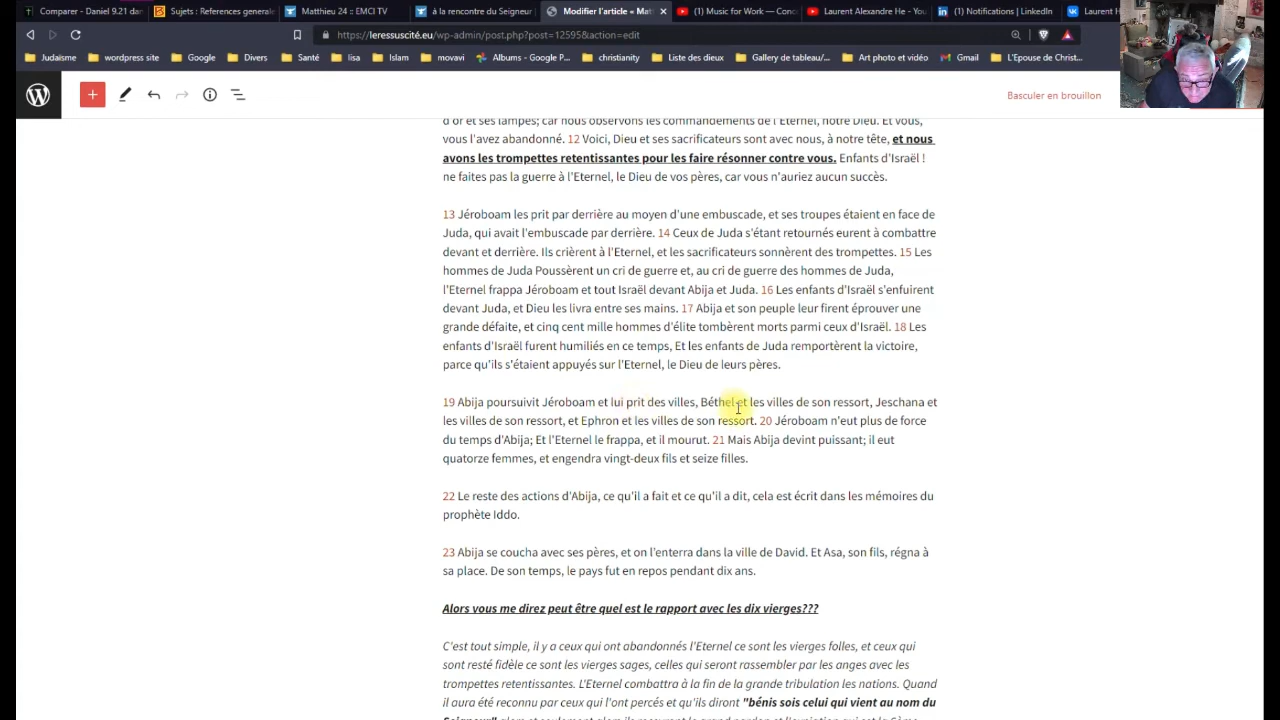 Comparer - Daniel 9.21 dan
Sujets : References generale
Matthieu 24 :: EMCI TV
à la rencontre du Seigneur
Modifier l'article « Mat
(1) Music for Work — Conc
Laurent Alexandre He - You
(1) Notifications | LinkedIn
Laurent H
https://leressuscité.eu/wp-admin/post.php?post=12595&action=edit
Judaïsme
wordpress site
Google
Divers
Santé
lisa
Islam
movavi
Albums - Google P...
christianity
Liste des dieux
Gallery de tableau/...
Art photo et vidéo
Gmail
L'Epouse de Christ...
Basculer en brouillon
d'or et ses lampes; car nous observons les commandements de l'Eternel, notre Dieu. Et vous,
vous l'avez abandonné. 12 Voici, Dieu et ses sacrificateurs sont avec nous, à notre tête, et nous
avons les trompettes retentissantes pour les faire résonner contre vous. Enfants d'Israël !
ne faites pas la guerre à l'Eternel, le Dieu de vos pères, car vous n'auriez aucun succès.
13 Jéroboam les prit par derrière au moyen d'une embuscade, et ses troupes étaient en face de
Juda, qui avait l'embuscade par derrière. 14 Ceux de Juda s'étant retournés eurent à combattre
devant et derrière. Ils crièrent à l'Eternel, et les sacrificateurs sonnèrent des trompettes. 15 Les
hommes de Juda Poussèrent un cri de guerre et, au cri de guerre des hommes de Juda,
l'Eternel frappa Jéroboam et tout Israël devant Abija et Juda. 16 Les enfants d'Israël s'enfuirent
devant Juda, et Dieu les livra entre ses mains. 17 Abija et son peuple leur firent éprouver une
grande défaite, et cinq cent mille hommes d'élite tombèrent morts parmi ceux d'Israël. 18 Les
enfants d'Israël furent humiliés en ce temps, Et les enfants de Juda remportèrent la victoire,
parce qu'ils s'étaient appuyés sur l'Eternel, le Dieu de leurs pères.
19 Abija poursuivit Jéroboam et lui prit des villes, Béthel et les villes de son ressort, Jeschana et
les villes de son ressort, et Ephron et les villes de son ressort. 20 Jéroboam n'eut plus de force
du temps d'Abija; Et l'Eternel le frappa, et il mourut. 21 Mais Abija devint puissant; il eut
quatorze femmes, et engendra vingt-deux fils et seize filles.
22 Le reste des actions d'Abija, ce qu'il a fait et ce qu'il a dit, cela est écrit dans les mémoires du
prophète Iddo.
23 Abija se coucha avec ses pères, et on l'enterra dans la ville de David. Et Asa, son fils, régna à
sa place. De son temps, le pays fut en repos pendant dix ans.
Alors vous me direz peut être quel est le rapport avec les dix vierges???
C'est tout simple, il y a ceux qui ont abandonnés l'Eternel ce sont les vierges folles, et ceux qui
sont resté fidèle ce sont les vierges sages, celles qui seront rassembler par les anges avec les
trompettes retentissantes. L'Eternel combattra à la fin de la grande tribulation les nations. Quand
il aura été reconnu par ceux qui l'ont percés et qu'ils diront "bénis sois celui qui vient au nom du